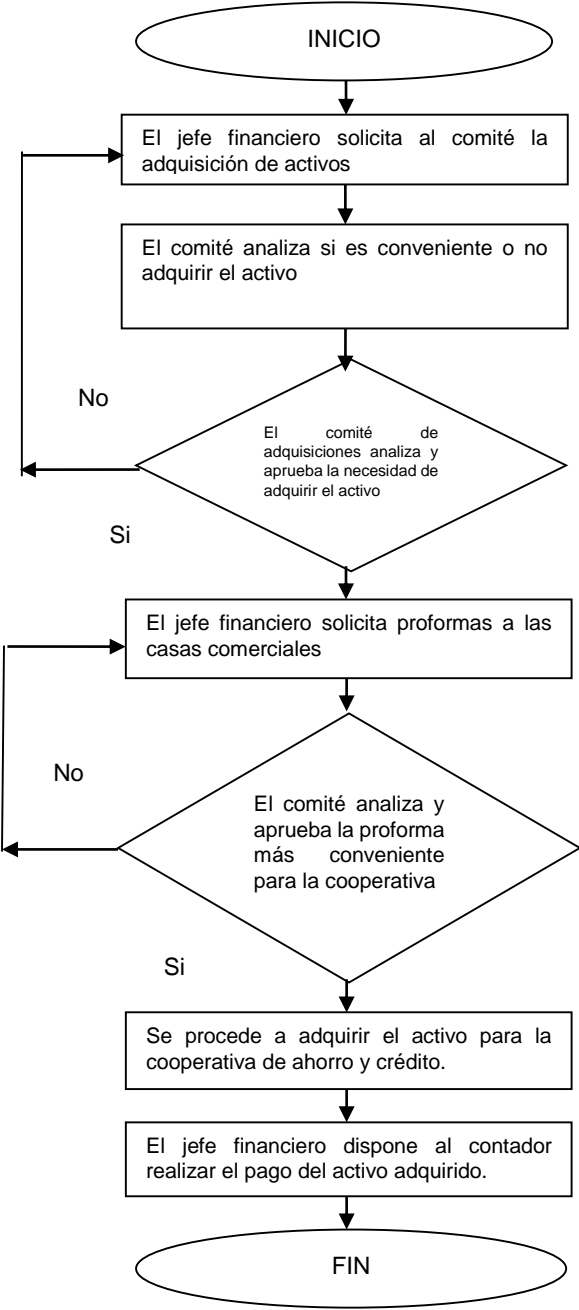 INICIO
El jefe financiero solicita al comité la
adquisición de activos
El comité analiza si es conveniente o no
adquirir el activo
No
El comité de
adquisiciones analiza y
aprueba la necesidad de
adquirir el activo
Si
El jefe financiero solicita proformas a las
casas comerciales
No
El comité analiza y
aprueba la proforma
más conveniente
para la cooperativa
Si
Se procede a adquirir el activo para la
cooperativa de ahorro y crédito.
El jefe financiero dispone al contador
realizar el pago del activo adquirido.
FIN